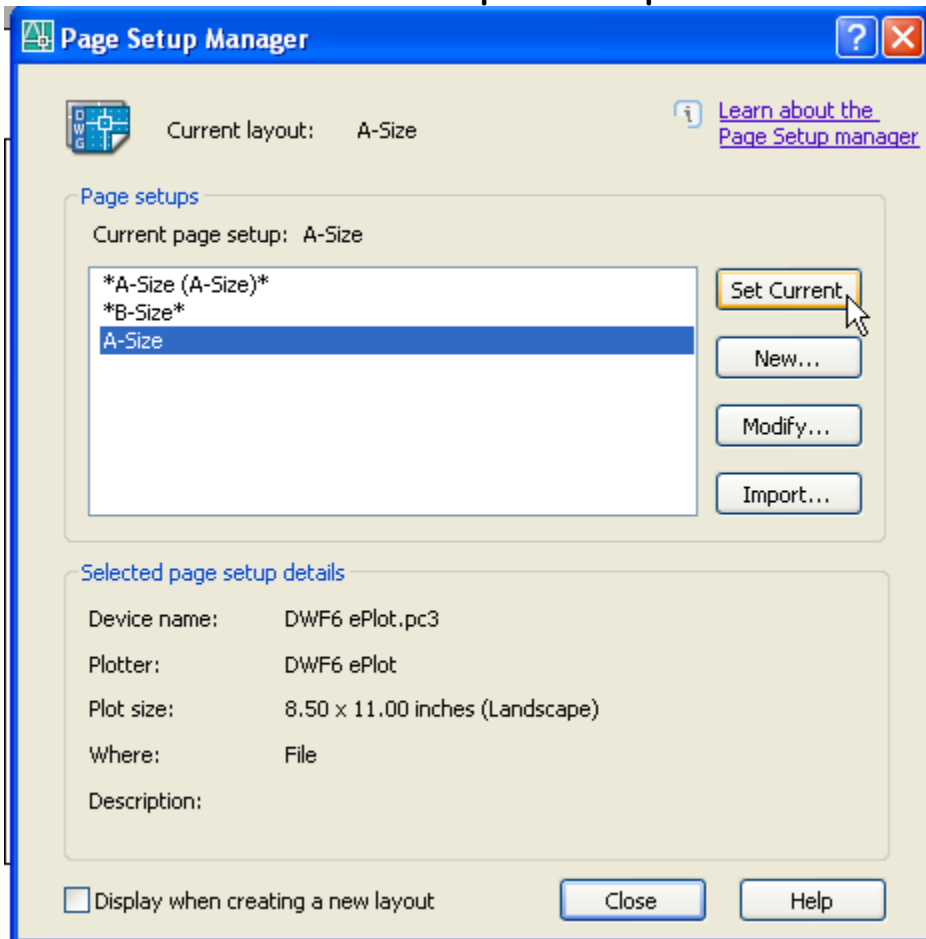 Page Setup Manager
Current layout: A-Size
Learn about the
Page Setup manager
Page setups
Current page setup: A-Size
*A-Size (A-Size)*
*B-Size*
A-Size
Set Current
New...
Modify...
Import...
Selected page setup details
Device name: DWF6 ePlot.pc3
Plotter: DWF6 ePlot
Plot size: 8.50 x 11.00 inches (Landscape)
Where: File
Description:
Display when creating a new layout
Close
Help